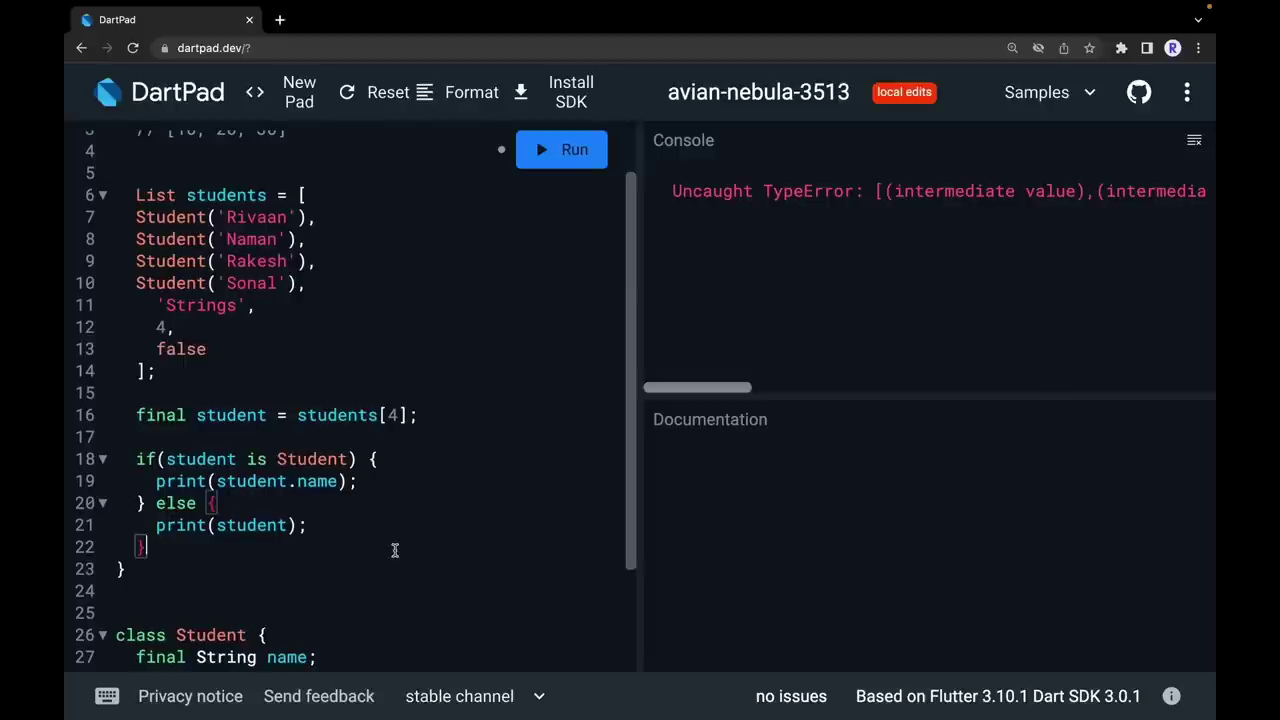 DartPad
dartpad.dev/?
R
DartPad
<>
New Pad
Reset
Format
Install SDK
avian-nebula-3513
local edits
Samples
3 // [10, 20, 30]
4
5
6 List students = [
7 Student('Rivaan'),
8 Student('Naman'),
9 Student('Rakesh'),
10 Student('Sonal'),
11 'Strings',
12 4,
13 false
14 ];
15
16 final student = students[4];
17
18 if(student is Student) {
19 print(student.name);
20 } else {
21 print(student);
22 }
23 }
24
25
26 class Student {
27 final String name;
Run
Console
Uncaught TypeError: [(intermediate value),(intermedia
Documentation
Privacy notice
Send feedback
stable channel
no issues
Based on Flutter 3.10.1 Dart SDK 3.0.1